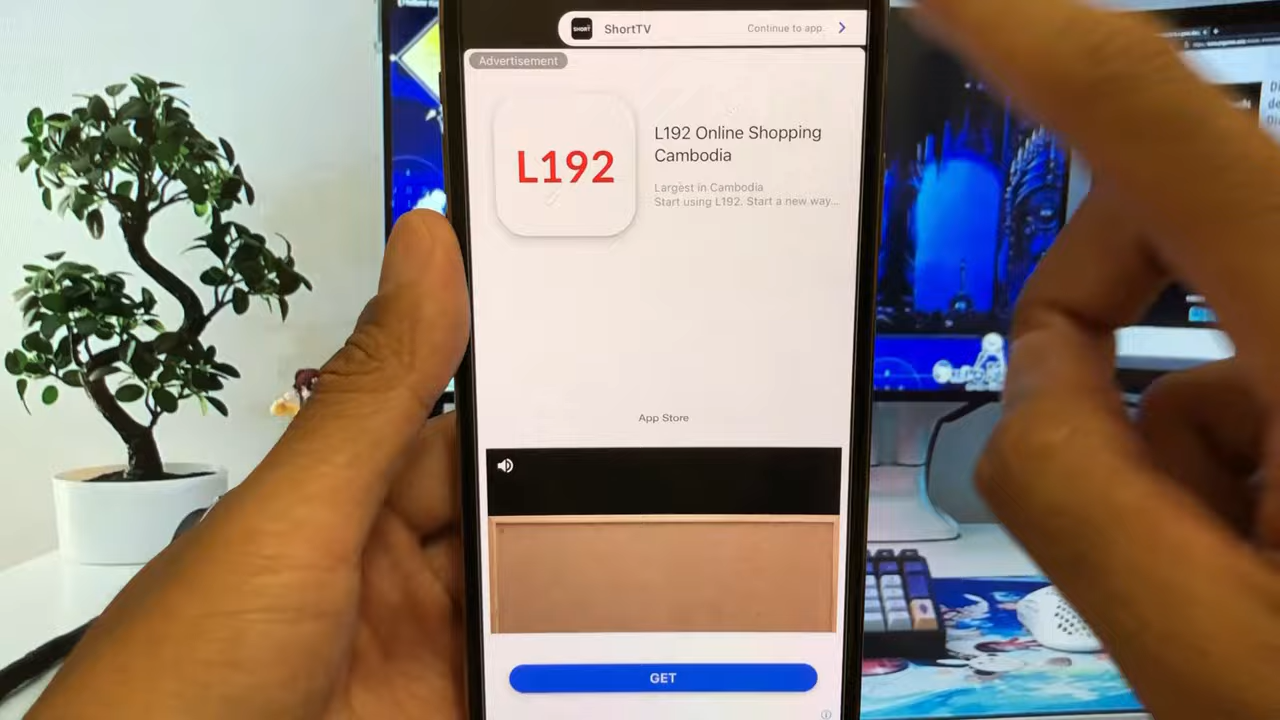 SHORT
ShortTV
Continue to app
Advertisement
L192
L192 Online Shopping
Cambodia
Largest in Cambodia
Start using L192. Start a new way...
App Store
GET